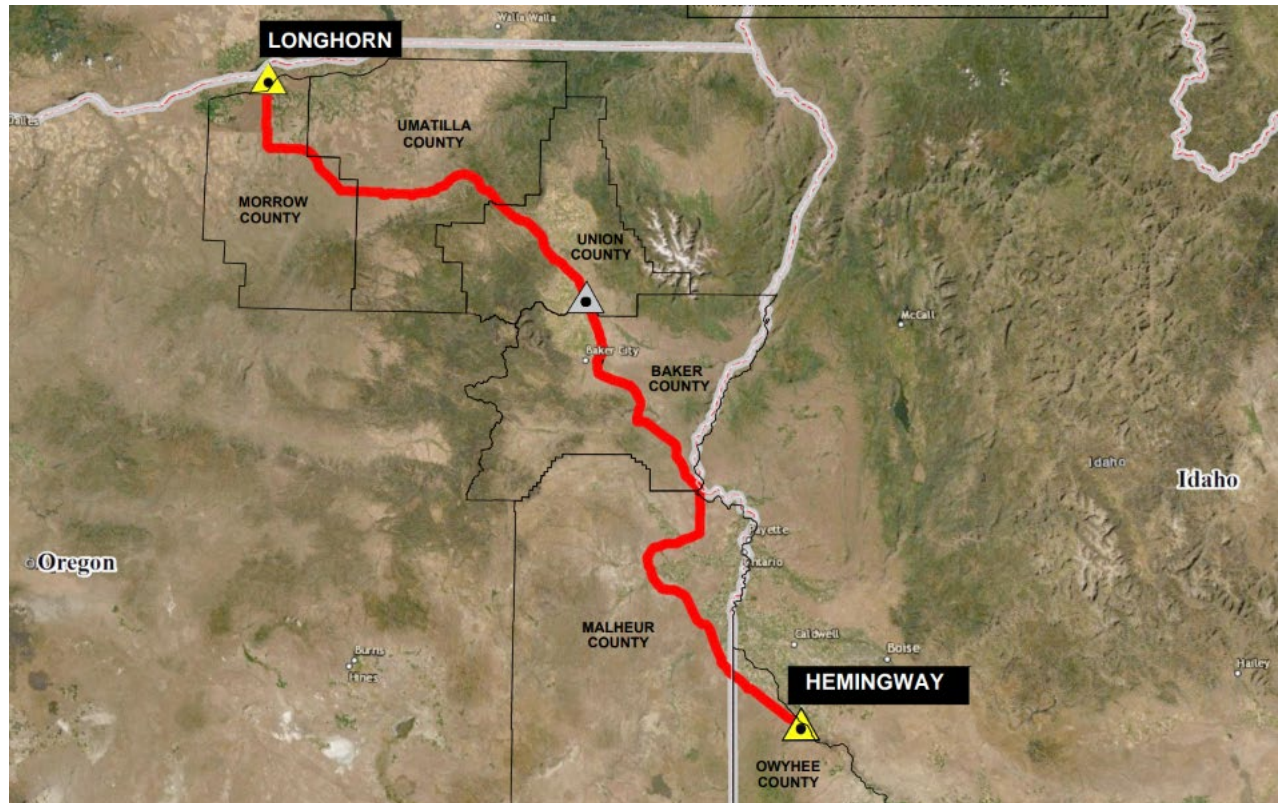 Walla Walla
LONGHORN
Dalles
UMATILLA
COUNTY
MORROW
COUNTY
UNION
COUNTY
McCall
Baker City
BAKER
COUNTY
Idaho
Idaho
Payette
Oregon
Ontario
MALHEUR
COUNTY
Caldwell
Boise
Burns
Hines
Hailey
HEMINGWAY
OWYHEE
COUNTY